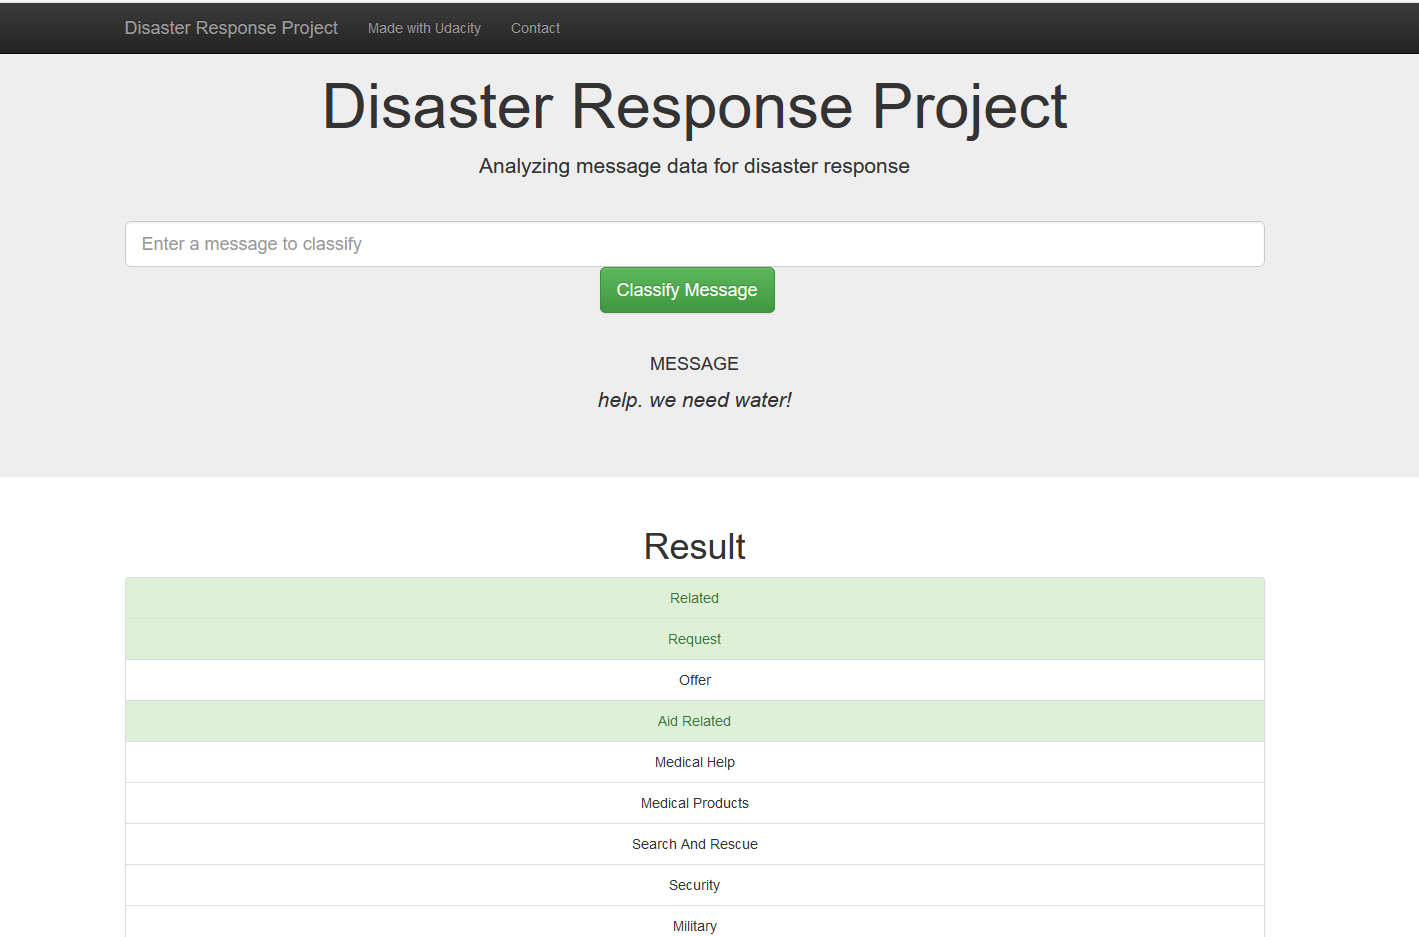 Disaster Response Project Made with Udacity Contact
Disaster Response Project
Analyzing message data for disaster response
Enter a message to classify
Classify Message
MESSAGE
help. we need water!
Result
Related
Request
Offer
Aid Related
Medical Help
Medical Products
Search And Rescue
Security
Military